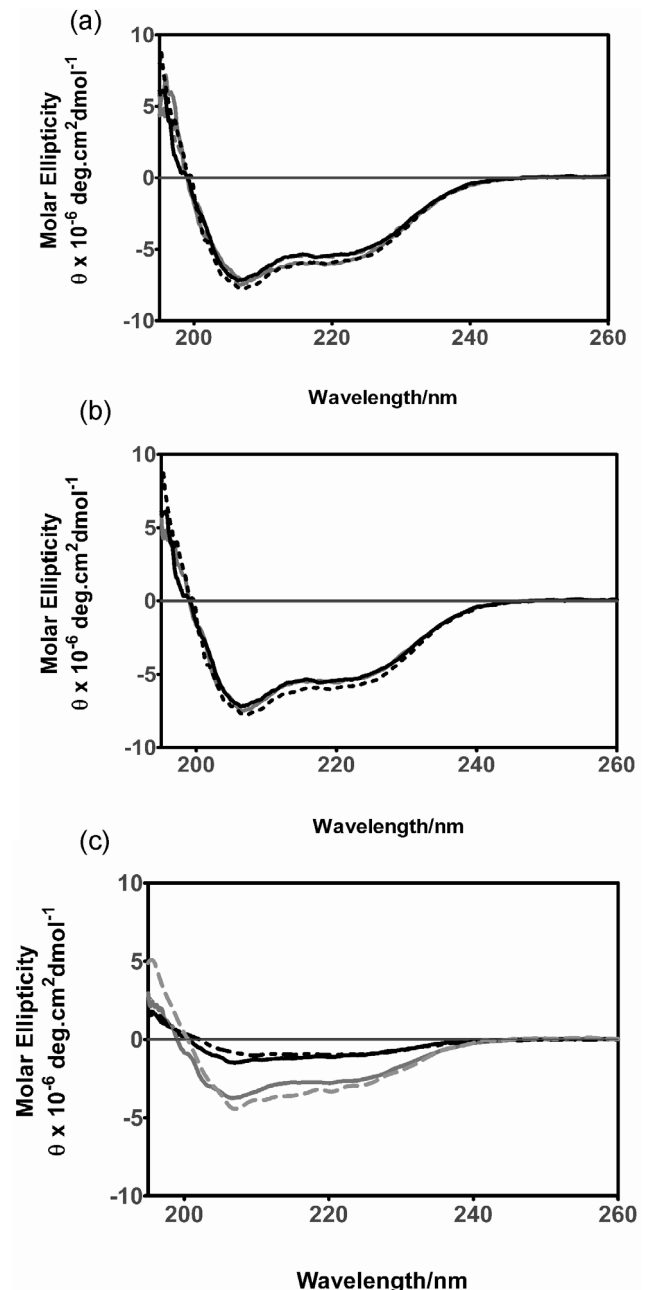 (a)
10
5
0
-5
-10
Molar Ellipticity
θ x 10⁻⁶ deg.cm²dmol⁻¹
200 220 240 260
Wavelength/nm
(b)
10
5
0
-5
-10
Molar Ellipticity
θ x 10⁻⁶ deg.cm²dmol⁻¹
200 220 240 260
Wavelength/nm
(c)
10
5
0
-5
-10
Molar Ellipticity
θ x 10⁻⁶ deg.cm²dmol⁻¹
200 220 240 260
Wavelength/nm